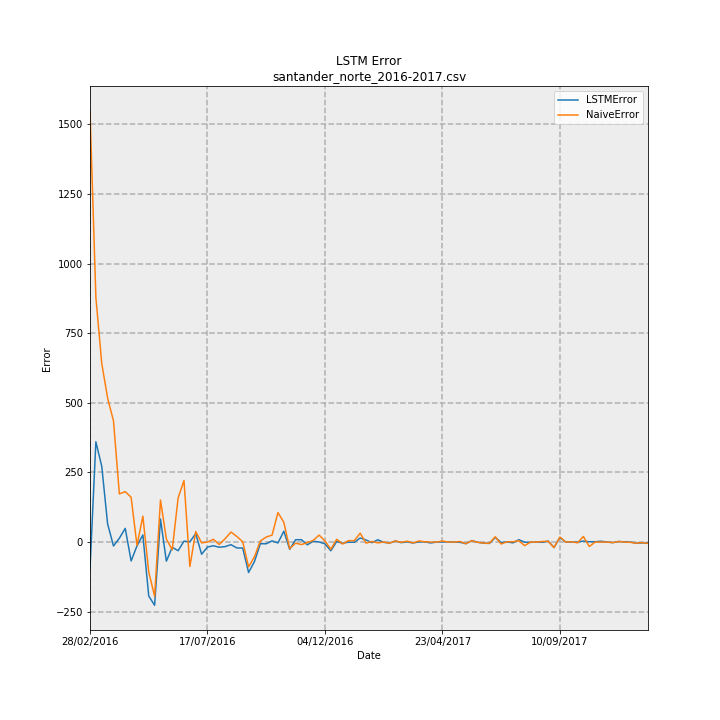 LSTM Error
santander_norte_2016-2017.csv
LSTMError
NaiveError
1500
1250
1000
750
500
250
0
−250
Error
28/02/2016
17/07/2016
04/12/2016
23/04/2017
10/09/2017
Date